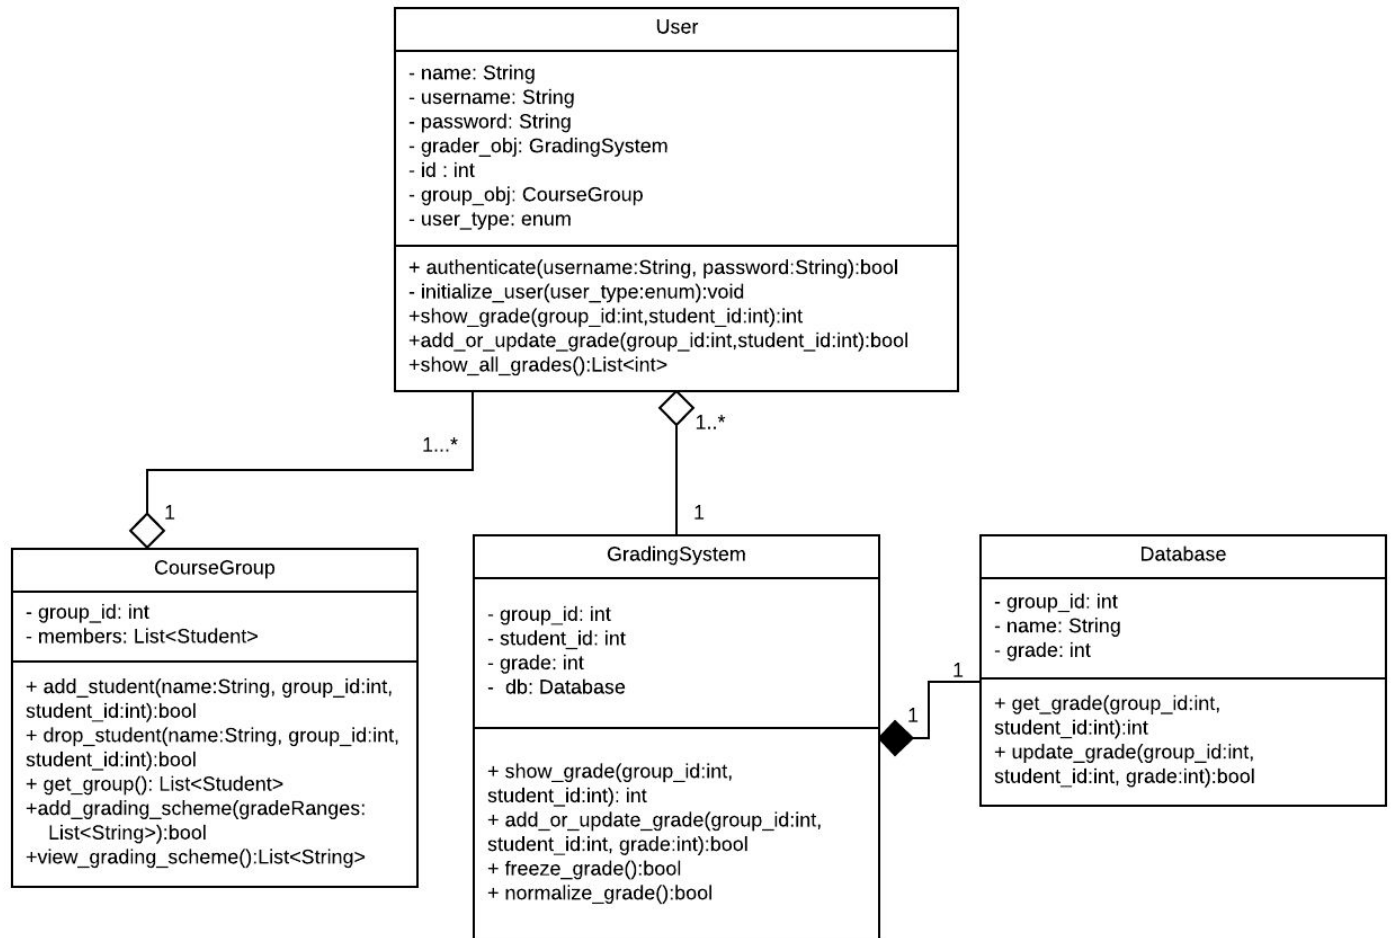 User
- name: String
- username: String
- password: String
- grader_obj: GradingSystem
- id : int
- group_obj: CourseGroup
- user_type: enum
+ authenticate(username:String, password:String):bool
- initialize_user(user_type:enum):void
+show_grade(group_id:int,student_id:int):int
+add_or_update_grade(group_id:int,student_id:int):bool
+show_all_grades():List<int>
1...*
1
1..*
1
CourseGroup
- group_id: int
- members: List<Student>
+ add_student(name:String, group_id:int,
student_id:int):bool
+ drop_student(name:String, group_id:int,
student_id:int):bool
+ get_group(): List<Student>
+add_grading_scheme(gradeRanges:
List<String>):bool
+view_grading_scheme():List<String>
GradingSystem
- group_id: int
- student_id: int
- grade: int
- db: Database
+ show_grade(group_id:int,
student_id:int): int
+ add_or_update_grade(group_id:int,
student_id:int, grade:int):bool
+ freeze_grade():bool
+ normalize_grade():bool
1
1
Database
- group_id: int
- name: String
- grade: int
+ get_grade(group_id:int,
student_id:int):int
+ update_grade(group_id:int,
student_id:int, grade:int):bool